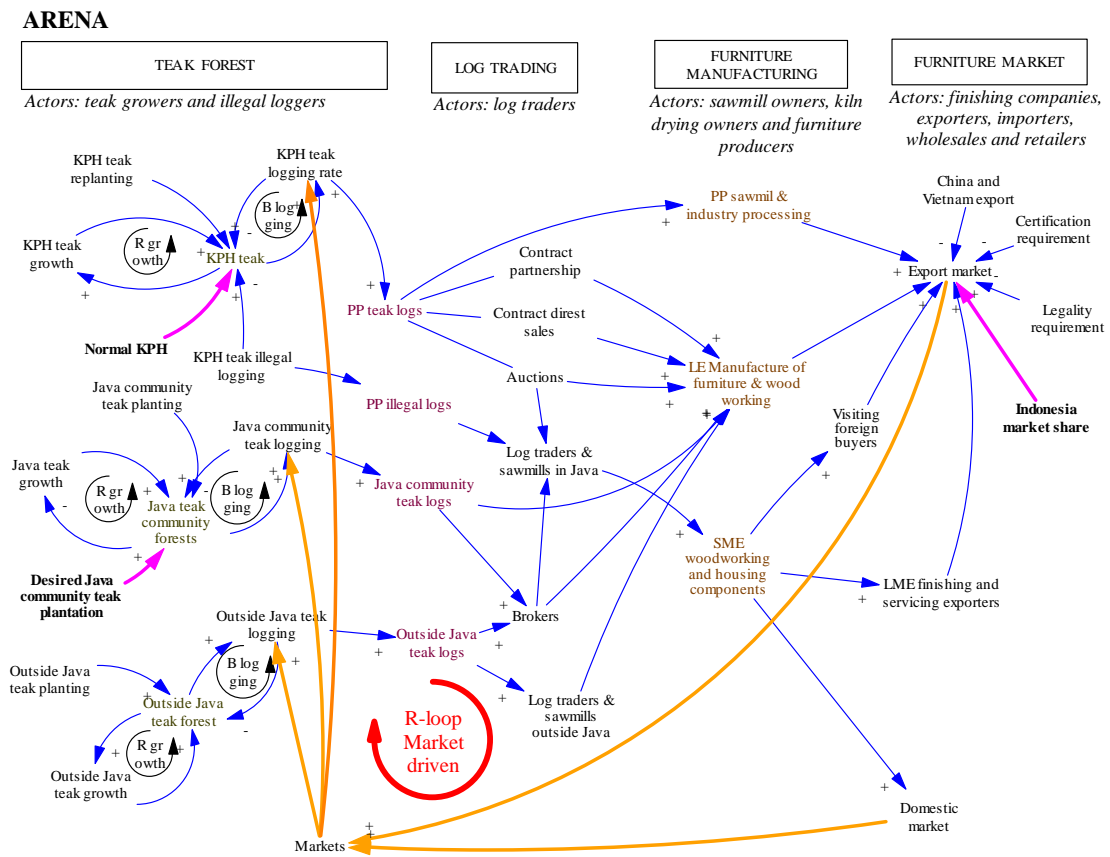 ARENA
TEAK FOREST
Actors: teak growers and illegal loggers
LOG TRADING
Actors: log traders
FURNITURE
MANUFACTURING
Actors: sawmill owners, kiln
drying owners and furniture
producers
FURNITURE MARKET
Actors: finishing companies,
exporters, importers,
wholesales and retailers
KPH teak
replanting
KPH teak
logging rate
B log
ging
R gr
owth
KPH teak
growth
KPH teak
Normal KPH
KPH teak illegal
logging
PP teak logs
PP illegal logs
Contract
partnership
Contract direst
sales
Auctions
PP sawmil &
industry processing
China and
Vietnam export
Certification
requirement
Export market
Legality
requirement
Indonesia
market share
LE Manufacture of
furniture & wood
working
Visiting
foreign
buyers
Java community
teak planting
Java community
teak logging
Java teak
growth
R gr
owth
B log
ging
Java teak
community
forests
Desired Java
community teak
plantation
Java community
teak logs
Log traders &
sawmills in Java
SME
woodworking
and housing
components
LME finishing and
servicing exporters
Brokers
Outside Java teak
logging
Outside Java
teak logs
Outside Java
teak planting
B log
ging
Outside Java
teak forest
R gr
owth
Outside Java
teak growth
Log traders &
sawmills
outside Java
R-loop
Market
driven
Domestic
market
Markets